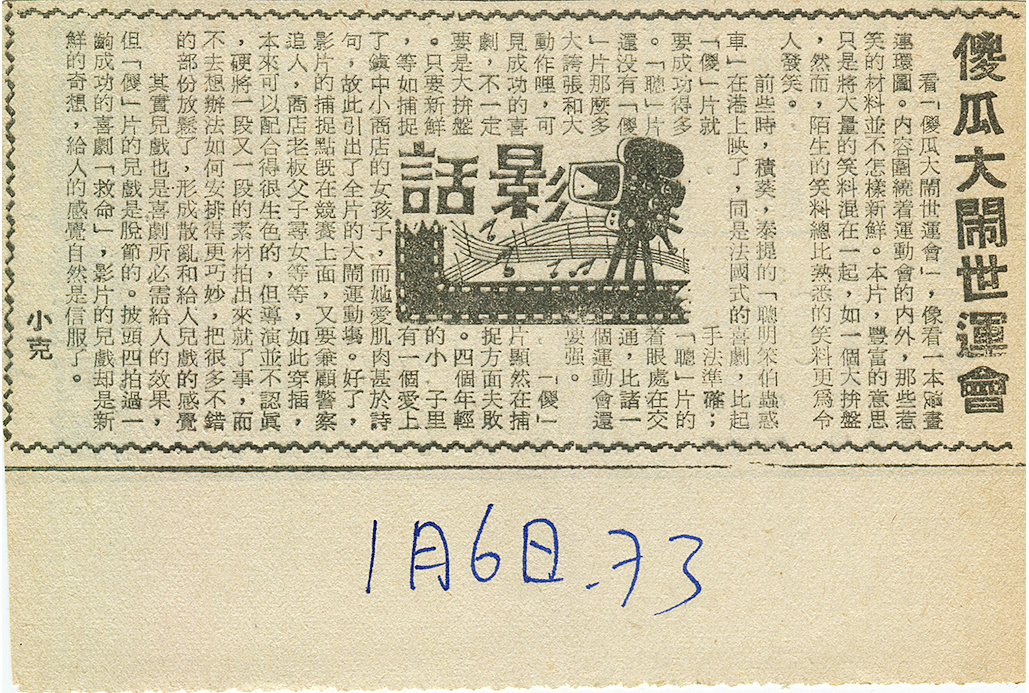 傻瓜大鬧世運會
看「傻瓜大鬧世運會」,像看一本漫畫
連環圖。內容圍繞着運動會的內外,那些惹
笑的材料並不怎樣新鮮。本片,豐富的意思
只是將大量的笑料混在一起,如一個大拚盤
,然而,陌生的笑料總比熟悉的笑料更爲令
人發笑。
前些時,積葵,泰提的「聰明笨伯蟲惑
車」在港上映了,同是法國式的喜劇,比起
「傻」片就
要成功得多
。「聰」片
還没有「傻
」片那麼多
大誇張和大
動作哩,可
見成功的喜
劇,不一定
要是大拚盤
。只要新鮮
,等如捕捉
影話
手法準確,
「聰」片的
着眼處在交
通,比諸一
個運動會還
要强。
「傻」
片顯然在捕
捉方面失敗
。四個年輕
的小 子里
有一個愛上
了鎮中小商店的女孩子,而她愛肌肉甚於詩
句,故此引出了全片的大鬧運動塲。好了,
影片的捕捉點旣在競賽上面,又要兼顧警察
追人,商店老板父子尋女等等,如此穿插,
本來可以配合得很生色的,但導演並不認眞
,硬將一段又一段的素材拍出來就了事,而
不去想辦法如何安排得更巧妙,把很多不錯
的部份放鬆了,形成散亂和給人兒戲的感覺
其實兒戲也是喜劇所必需給人的效果,
但「傻」片的兒戲是脫節的。披頭四拍過一
齣成功的喜劇「救命」,影片的兒戲却是新
鮮的奇想,給人的感覺自然是信服了。
小克
1月6日.73